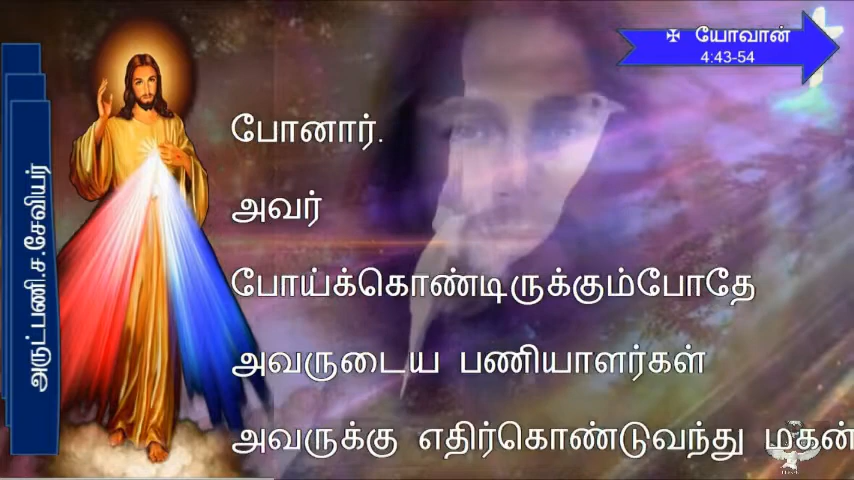 ✠ யோவான்
4:43-54
அருட்பணி.ச.சேவியர்
போனார்.
அவர்
போய்க்கொண்டிருக்கும்போதே
அவருடைய பணியாளர்கள்
அவருக்கு எதிர்கொண்டுவந்து மகன்